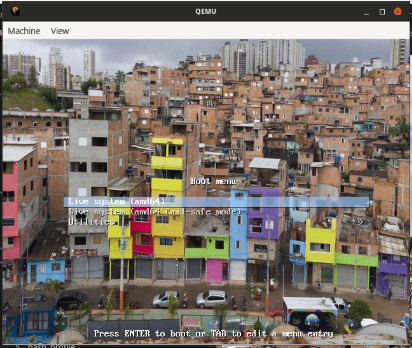 QEMU
Machine View
Boot menu
Live system (amd64)
Live system (amd64 fail-safe mode)
Utilities
Press ENTER to boot or TAB to edit a menu entry
bash_profile